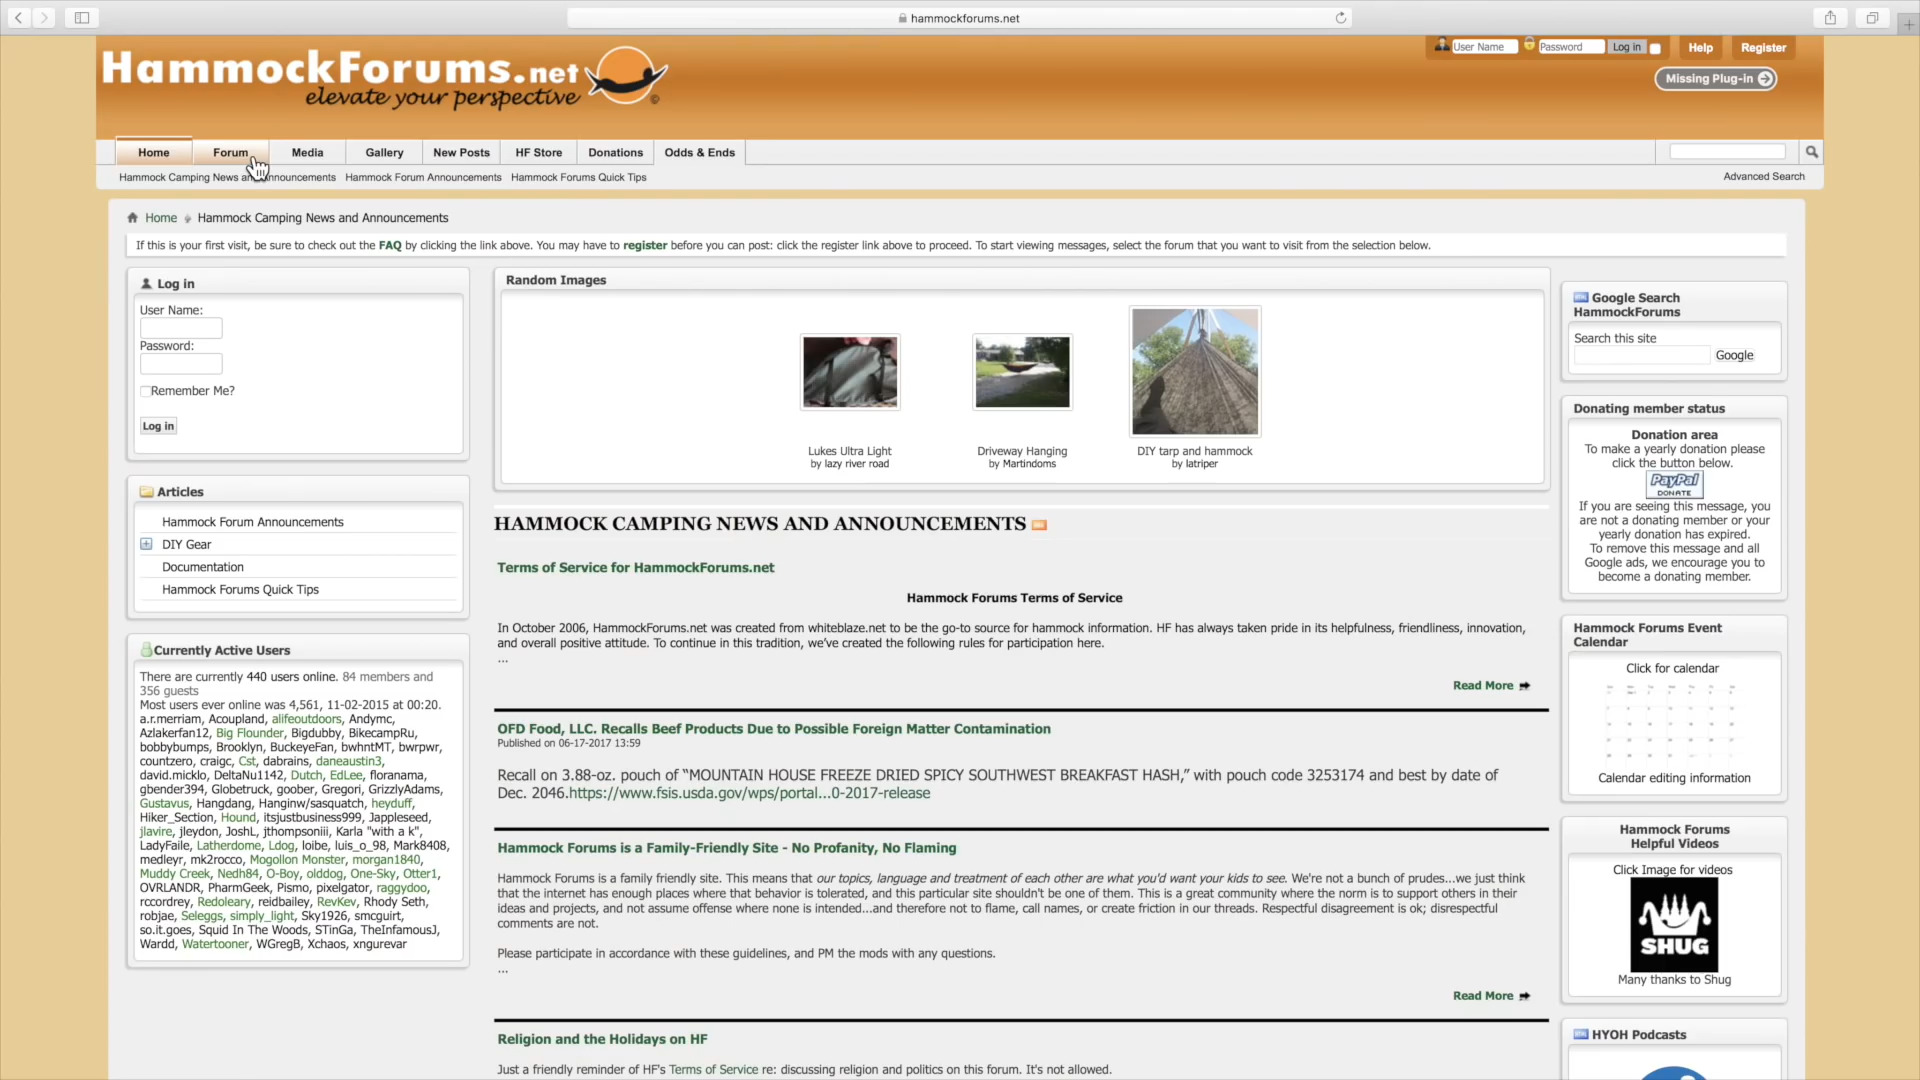 hammockforums.net
HammockForums.net
elevate your perspective
User Name Password Log in Help Register
Missing Plug-in
Home Forum Media Gallery New Posts HF Store Donations Odds & Ends
Hammock Camping News an nnouncements Hammock Forum Announcements Hammock Forums Quick Tips
Advanced Search
Home Hammock Camping News and Announcements
If this is your first visit, be sure to check out the FAQ by clicking the link above. You may have to register before you can post: click the register link above to proceed. To start viewing messages, select the forum that you want to visit from the selection below.
Log in
User Name:
Password:
Remember Me?
Log in
Articles
Hammock Forum Announcements
DIY Gear
Documentation
Hammock Forums Quick Tips
Currently Active Users
There are currently 440 users online. 84 members and
356 guests
Most users ever online was 4,561, 11-02-2015 at 00:20.
a.r.merriam, Acoupland, alifeoutdoors, Andymc,
Azlakerfan12, Big Flounder, Bigdubby, BikecampRu,
bobbybumps, Brooklyn, BuckeyeFan, bwhntMT, bwrpwr,
countzero, craigc, Cst, dabrains, daneaustin3,
david.micklo, DeltaNu1142, Dutch, EdLee, floranama,
gbender394, Globetruck, goober, Gregori, GrizzlyAdams,
Gustavus, Hangdang, Hanginw/sasquatch, heyduff,
Hiker_Section, Hound, itsjustbusiness999, Jappleseed,
jlavire, jleydon, JoshL, jthompsoniii, Karla "with a k",
LadyFaile, Latherdome, Ldog, loibe, luis_o_98, Mark8408,
medleyr, mk2rocco, Mogollon Monster, morgan1840,
Muddy Creek, Nedh84, O-Boy, olddog, One-Sky, Otter1,
OVRLANDR, PharmGeek, Pismo, pixelgator, raggydoo,
rccordrey, Redoleary, reidbailey, RevKev, Rhody Seth,
robjae, Seleggs, simply_light, Sky1926, smcguirt,
so.it.goes, Squid In The Woods, STinGa, TheInfamousJ,
Wardd, Watertooner, WGregB, Xchaos, xngurevar
Random Images
Lukes Ultra Light
by lazy river road
Driveway Hanging
by Martindoms
DIY tarp and hammock
by latriper
HAMMOCK CAMPING NEWS AND ANNOUNCEMENTS
Terms of Service for HammockForums.net
Hammock Forums Terms of Service
In October 2006, HammockForums.net was created from whiteblaze.net to be the go-to source for hammock information. HF has always taken pride in its helpfulness, friendliness, innovation,
and overall positive attitude. To continue in this tradition, we've created the following rules for participation here.
...
Read More
OFD Food, LLC. Recalls Beef Products Due to Possible Foreign Matter Contamination
Published on 06-17-2017 13:59
Recall on 3.88-oz. pouch of “MOUNTAIN HOUSE FREEZE DRIED SPICY SOUTHWEST BREAKFAST HASH,” with pouch code 3253174 and best by date of
Dec. 2046.https://www.fsis.usda.gov/wps/portal...0-2017-release
Hammock Forums is a Family-Friendly Site - No Profanity, No Flaming
Hammock Forums is a family friendly site. This means that our topics, language and treatment of each other are what you'd want your kids to see. We're not a bunch of prudes...we just think
that the internet has enough places where that behavior is tolerated, and this particular site shouldn't be one of them. This is a great community where the norm is to support others in their
ideas and projects, and not assume offense where none is intended...and therefore not to flame, call names, or create friction in our threads. Respectful disagreement is ok; disrespectful
comments are not.
Please participate in accordance with these guidelines, and PM the mods with any questions.
...
Read More
Religion and the Holidays on HF
Just a friendly reminder of HF's Terms of Service re: discussing religion and politics on this forum. It's not allowed.
Google Search
HammockForums
Search this site
Google
Donating member status
Donation area
To make a yearly donation please
click the button below.
PayPal
DONATE
If you are seeing this message, you
are not a donating member or your
yearly donation has expired.
To remove this message and all
Google ads, we encourage you to
become a donating member.
Hammock Forums Event
Calendar
Click for calendar
Calendar editing information
Hammock Forums
Helpful Videos
Click Image for videos
SHUG
Many thanks to Shug
HYOH Podcasts